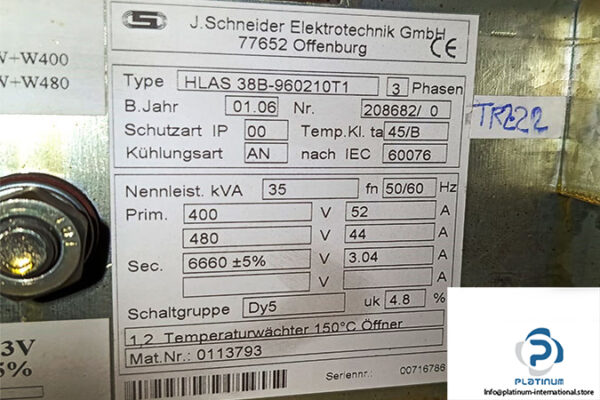 J.Schneider Elektrotechnik GmbH
77652 Offenburg
CE
V+W400
V+W480
Type HLAS 38B-960210T1 3 Phasen
B.Jahr 01.06 Nr. 208682/ 0
TRZ22
Schutzart IP 00 Temp.Kl. ta 45/B
Kühlungsart AN nach IEC 60076
Nennleist. kVA 35 fn 50/60 Hz
Prim. 400 V 52 A
480 V 44 A
Sec. 6660 ±5% V 3.04 A
V A
Schaltgruppe Dy5 uk 4.8 %
1,2 Temperaturwächter 150°C Öffner
Mat.Nr.: 0113793
Seriennr.: 00716786
3V
5%
PLATINUM
Info@platinum-international.store